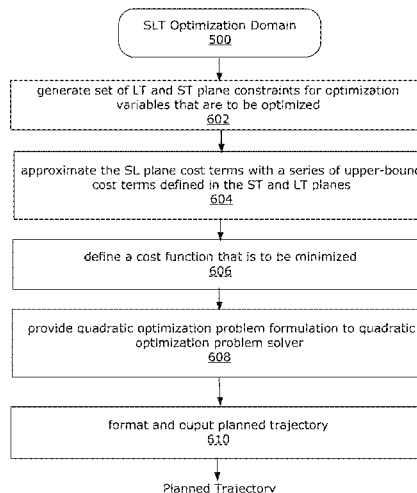 SLT Optimization Domain
500
generate set of LT and ST plane constraints for optimization
variables that are to be optimized
602
approximate the SL plane cost terms with a series of upper-bound
cost terms defined in the ST and LT planes
604
define a cost function that is to be minimized
606
provide quadratic optimization problem formulation to quadratic
optimization problem solver
608
format and ouput planned trajectory
610
Planned Trajectory